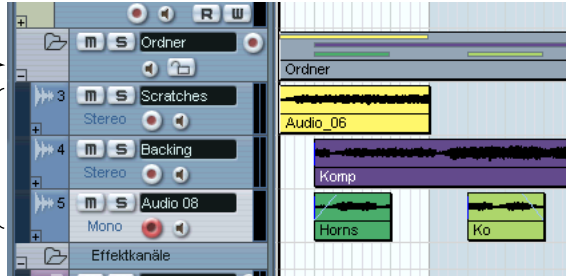 R W
m S Ordner
Ordner
3 m S Scratches
Stereo
Audio_06
4 m S Backing
Stereo
Komp
5 m S Audio 08
Mono
Horns Ko
Effektkanäle